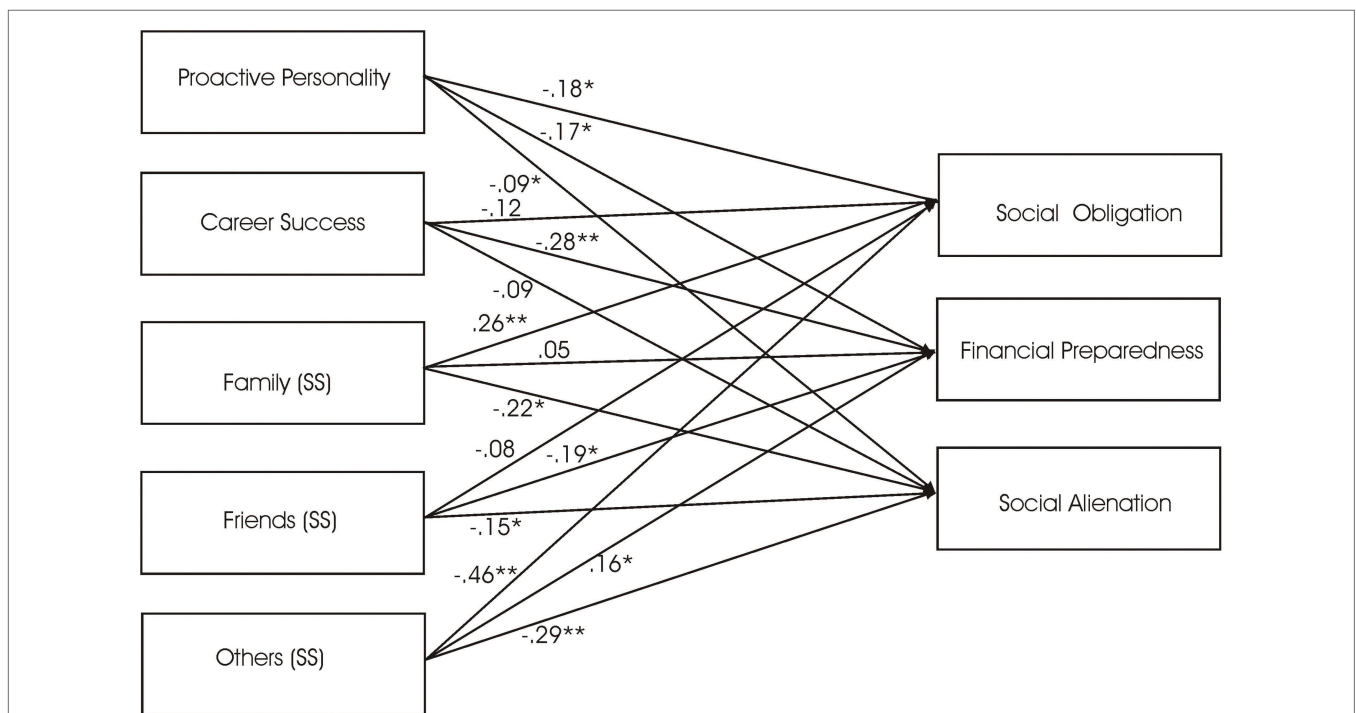 Proactive Personality
-.18*
-.17*
-.09*
Career Success
-.12
-.28**
-.09
Social Obligation
Family (SS)
.26**
.05
-.22*
Financial Preparedness
Friends (SS)
-.08
-.19*
-.15*
Social Alienation
Others (SS)
-.46**
.16*
-.29**